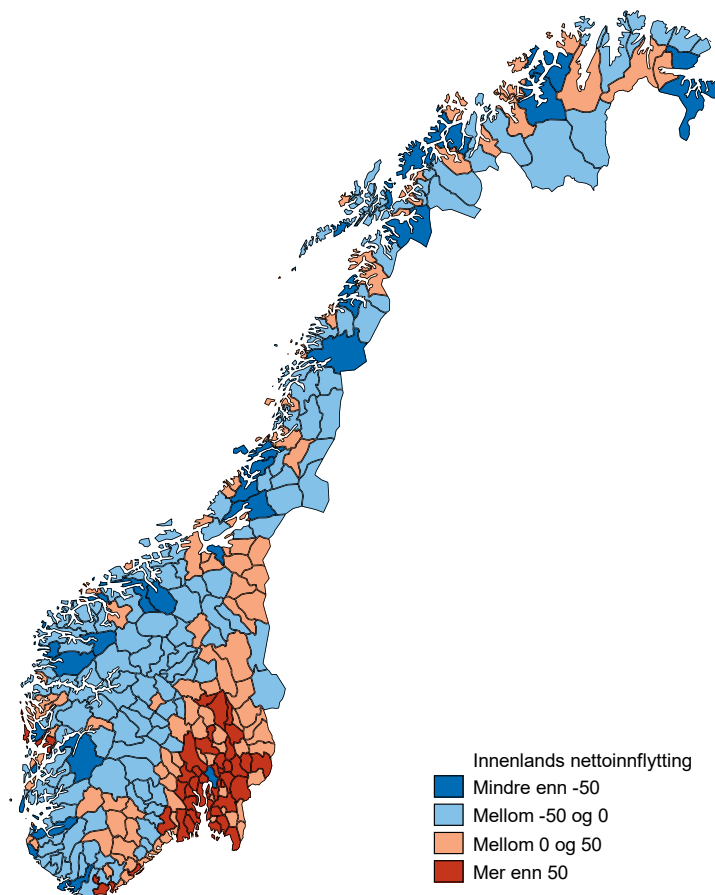 Innenlands nettoinnflytting
Mindre enn -50
Mellom -50 og 0
Mellom 0 og 50
Mer enn 50